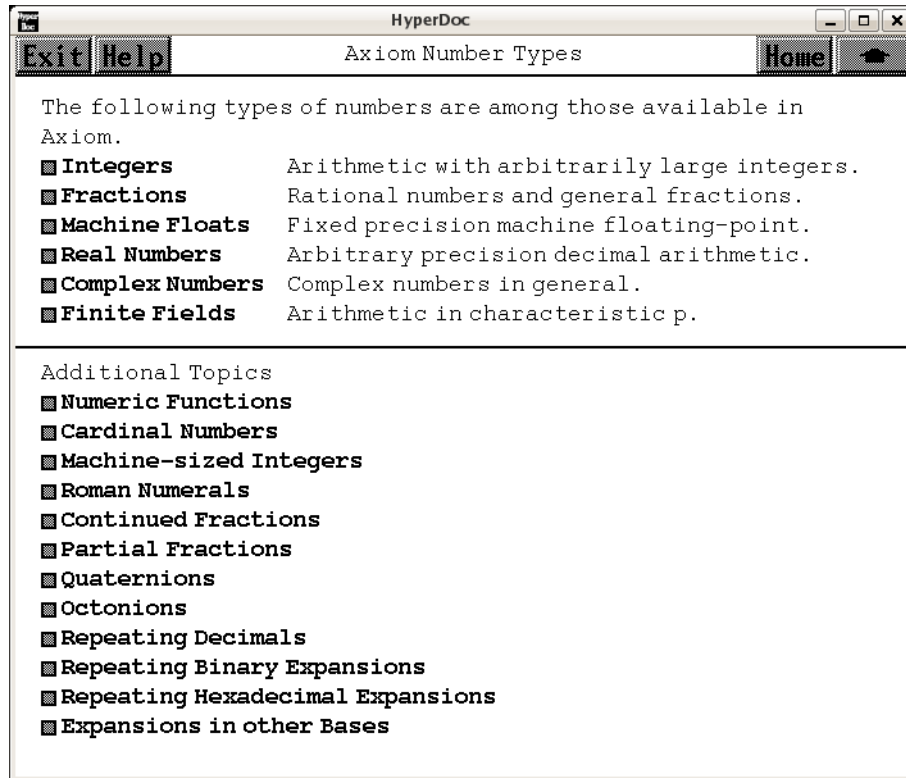 Hyper
Doc
HyperDoc
Exit Help Axiom Number Types Home
The following types of numbers are among those available in
Axiom.
Integers Arithmetic with arbitrarily large integers.
Fractions Rational numbers and general fractions.
Machine Floats Fixed precision machine floating-point.
Real Numbers Arbitrary precision decimal arithmetic.
Complex Numbers Complex numbers in general.
Finite Fields Arithmetic in characteristic p.
Additional Topics
Numeric Functions
Cardinal Numbers
Machine-sized Integers
Roman Numerals
Continued Fractions
Partial Fractions
Quaternions
Octonions
Repeating Decimals
Repeating Binary Expansions
Repeating Hexadecimal Expansions
Expansions in other Bases